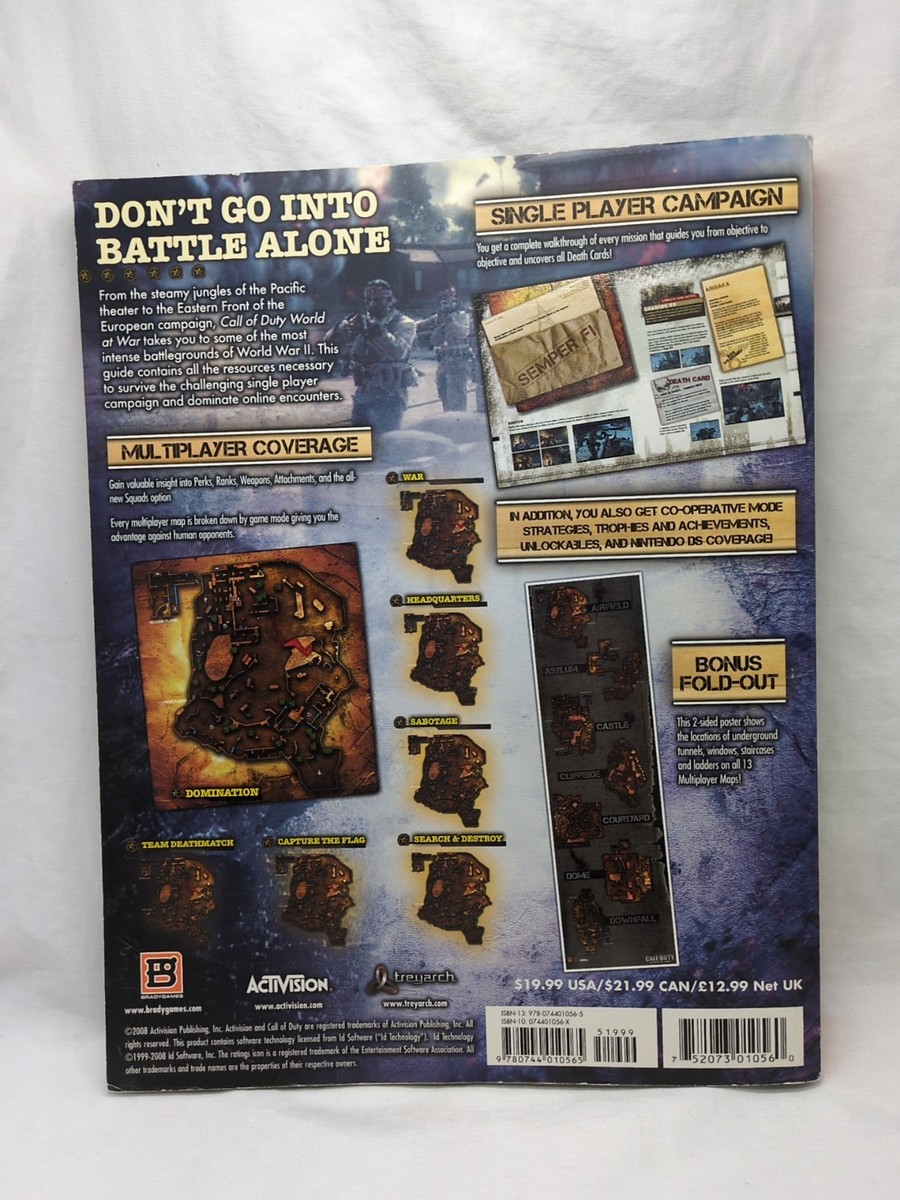 DON'T GO INTO
BATTLE ALONE
From the steamy jungles of the Pacific
theater to the Eastern Front of the
European campaign, Call of Duty World
at War takes you to some of the most
intense battlegrounds of World War II. This
guide contains all the resources necessary
to survive the challenging single player
campaign and dominate online encounters.
MULTIPLAYER COVERAGE
Gain valuable insight into Perks, Ranks, Weapons, Attachments, and the all-
new Squads option
Every multiplayer map is broken down by game mode giving you the
advantage against human opponents.
DOMINATION
WAR
HEADQUARTERS
SABOTAGE
TEAM DEATHMATCH
CAPTURE THE FLAG
SEARCH & DESTROY
SINGLE PLAYER CAMPAIGN
You get a complete walkthrough of every mission that guides you from objective to
objective and uncovers all Death Cards!
SEMPER FI
ARISAKA
DEATH CARD
IN ADDITION, YOU ALSO GET CO-OPERATIVE MODE
STRATEGIES, TROPHIES AND ACHIEVEMENTS,
UNLOCKABLES, AND NINTENDO DS COVERAGE!
AIRFIELD
ASYLUM
CASTLE
CLIFFSIDE
COURTYARD
DOME
DOWNFALL
CALL OF DUTY
BONUS
FOLD-OUT
This 2-sided poster shows
the locations of underground
tunnels, windows, staircases
and ladders on all 13
Multiplayer Maps!
B
BRADYGAMES
www.bradygames.com
ACTIVISION
www.activision.com
treyarch
www.treyarch.com
$19.99 USA/$21.99 CAN/£12.99 Net UK
©2008 Activision Publishing, Inc. Activision and Call of Duty are registered trademarks of Activision Publishing, Inc. All
rights reserved. This product contains software technology licensed from Id Software ("Id Technology"). Id Technology
©1999-2008 Id Software, Inc. The ratings icon is a registered trademark of the Entertainment Software Association. All
other trademarks and trade names are the properties of their respective owners.
ISBN-13: 978-074401056-5
ISBN-10: 074401056-X
51999
9 780744 010565
7 52073 01056 0